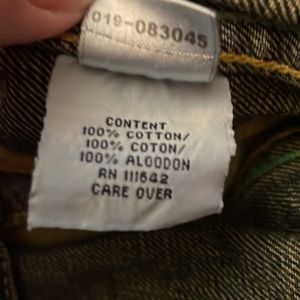 019-083045
CONTENT
100% COTTON/
100% COTON/
100% ALGODON
RN 111642
CARE OVER